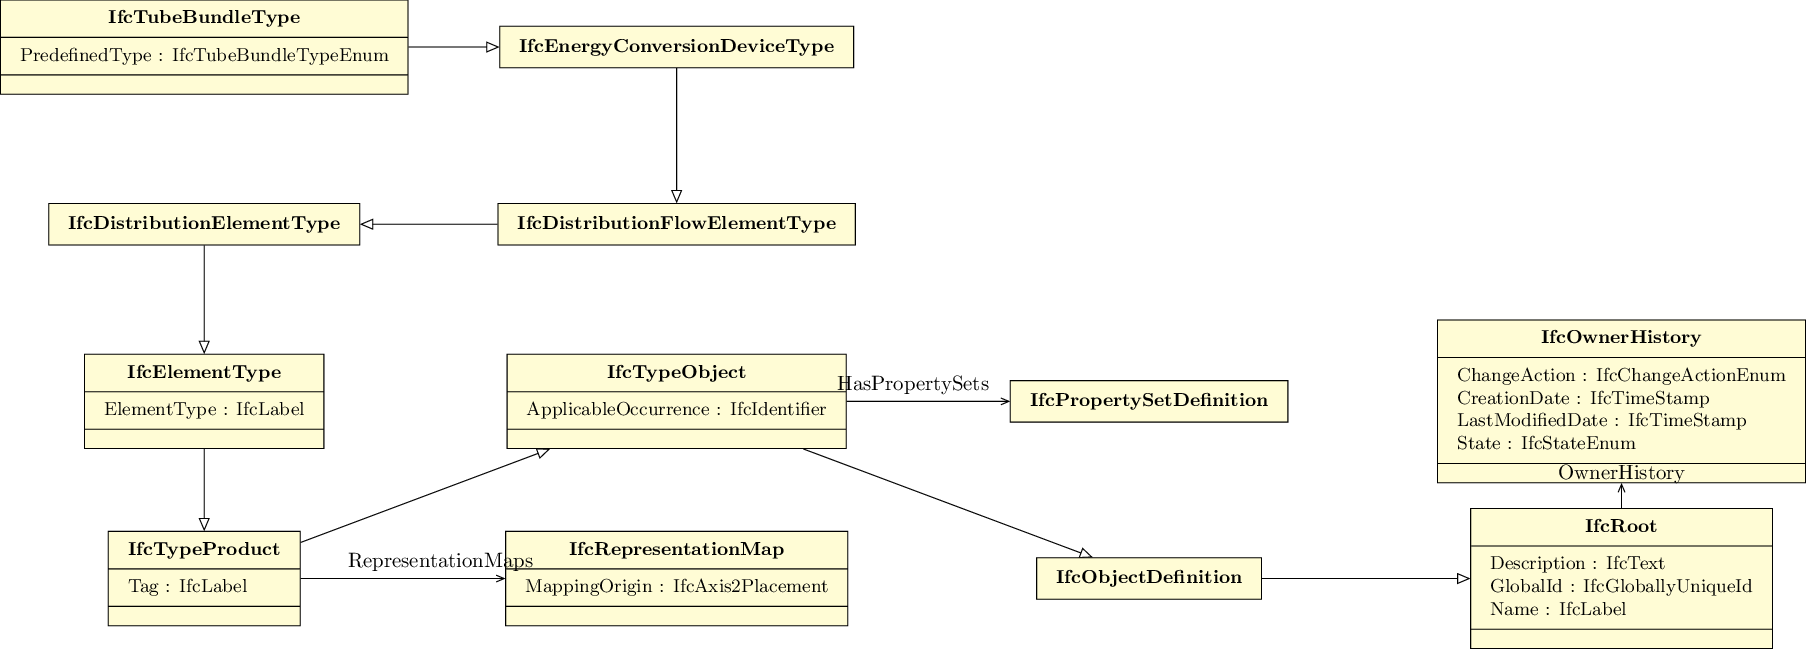 IfcTubeBundleType
PredefinedType : IfcTubeBundleTypeEnum
IfcEnergyConversionDeviceType
IfcDistributionElementType
IfcDistributionFlowElementType
IfcElementType
ElementType : IfcLabel
IfcTypeObject
ApplicableOccurrence : IfcIdentifier
HasPropertySets
IfcPropertySetDefinition
IfcOwnerHistory
ChangeAction : IfcChangeActionEnum
CreationDate : IfcTimeStamp
LastModifiedDate : IfcTimeStamp
State : IfcStateEnum
OwnerHistory
IfcTypeProduct
Tag : IfcLabel
RepresentationMaps
IfcRepresentationMap
MappingOrigin : IfcAxis2Placement
IfcObjectDefinition
IfcRoot
Description : IfcText
GlobalId : IfcGloballyUniqueId
Name : IfcLabel